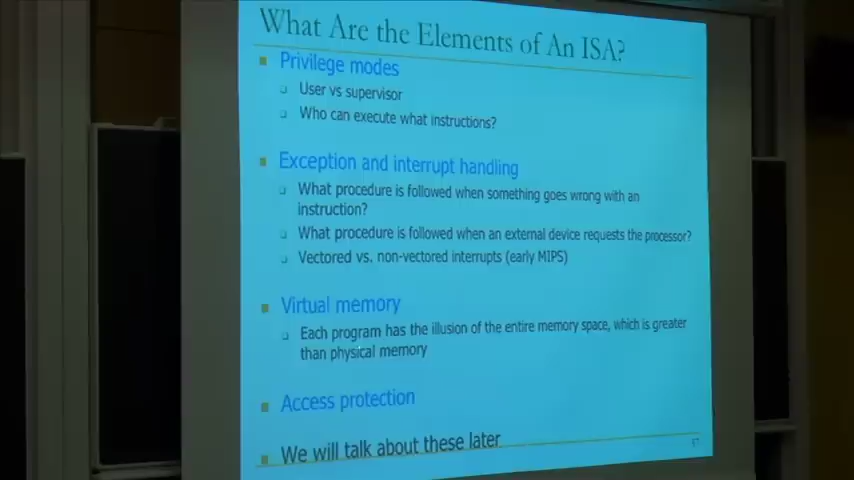 What Are the Elements of An ISA?
Privilege modes
User vs supervisor
Who can execute what instructions?
Exception and interrupt handling
What procedure is followed when something goes wrong with an
instruction?
What procedure is followed when an external device requests the processor?
Vectored vs. non-vectored interrupts (early MIPS)
Virtual memory
Each program has the illusion of the entire memory space, which is greater
than physical memory
Access protection
We will talk about these later